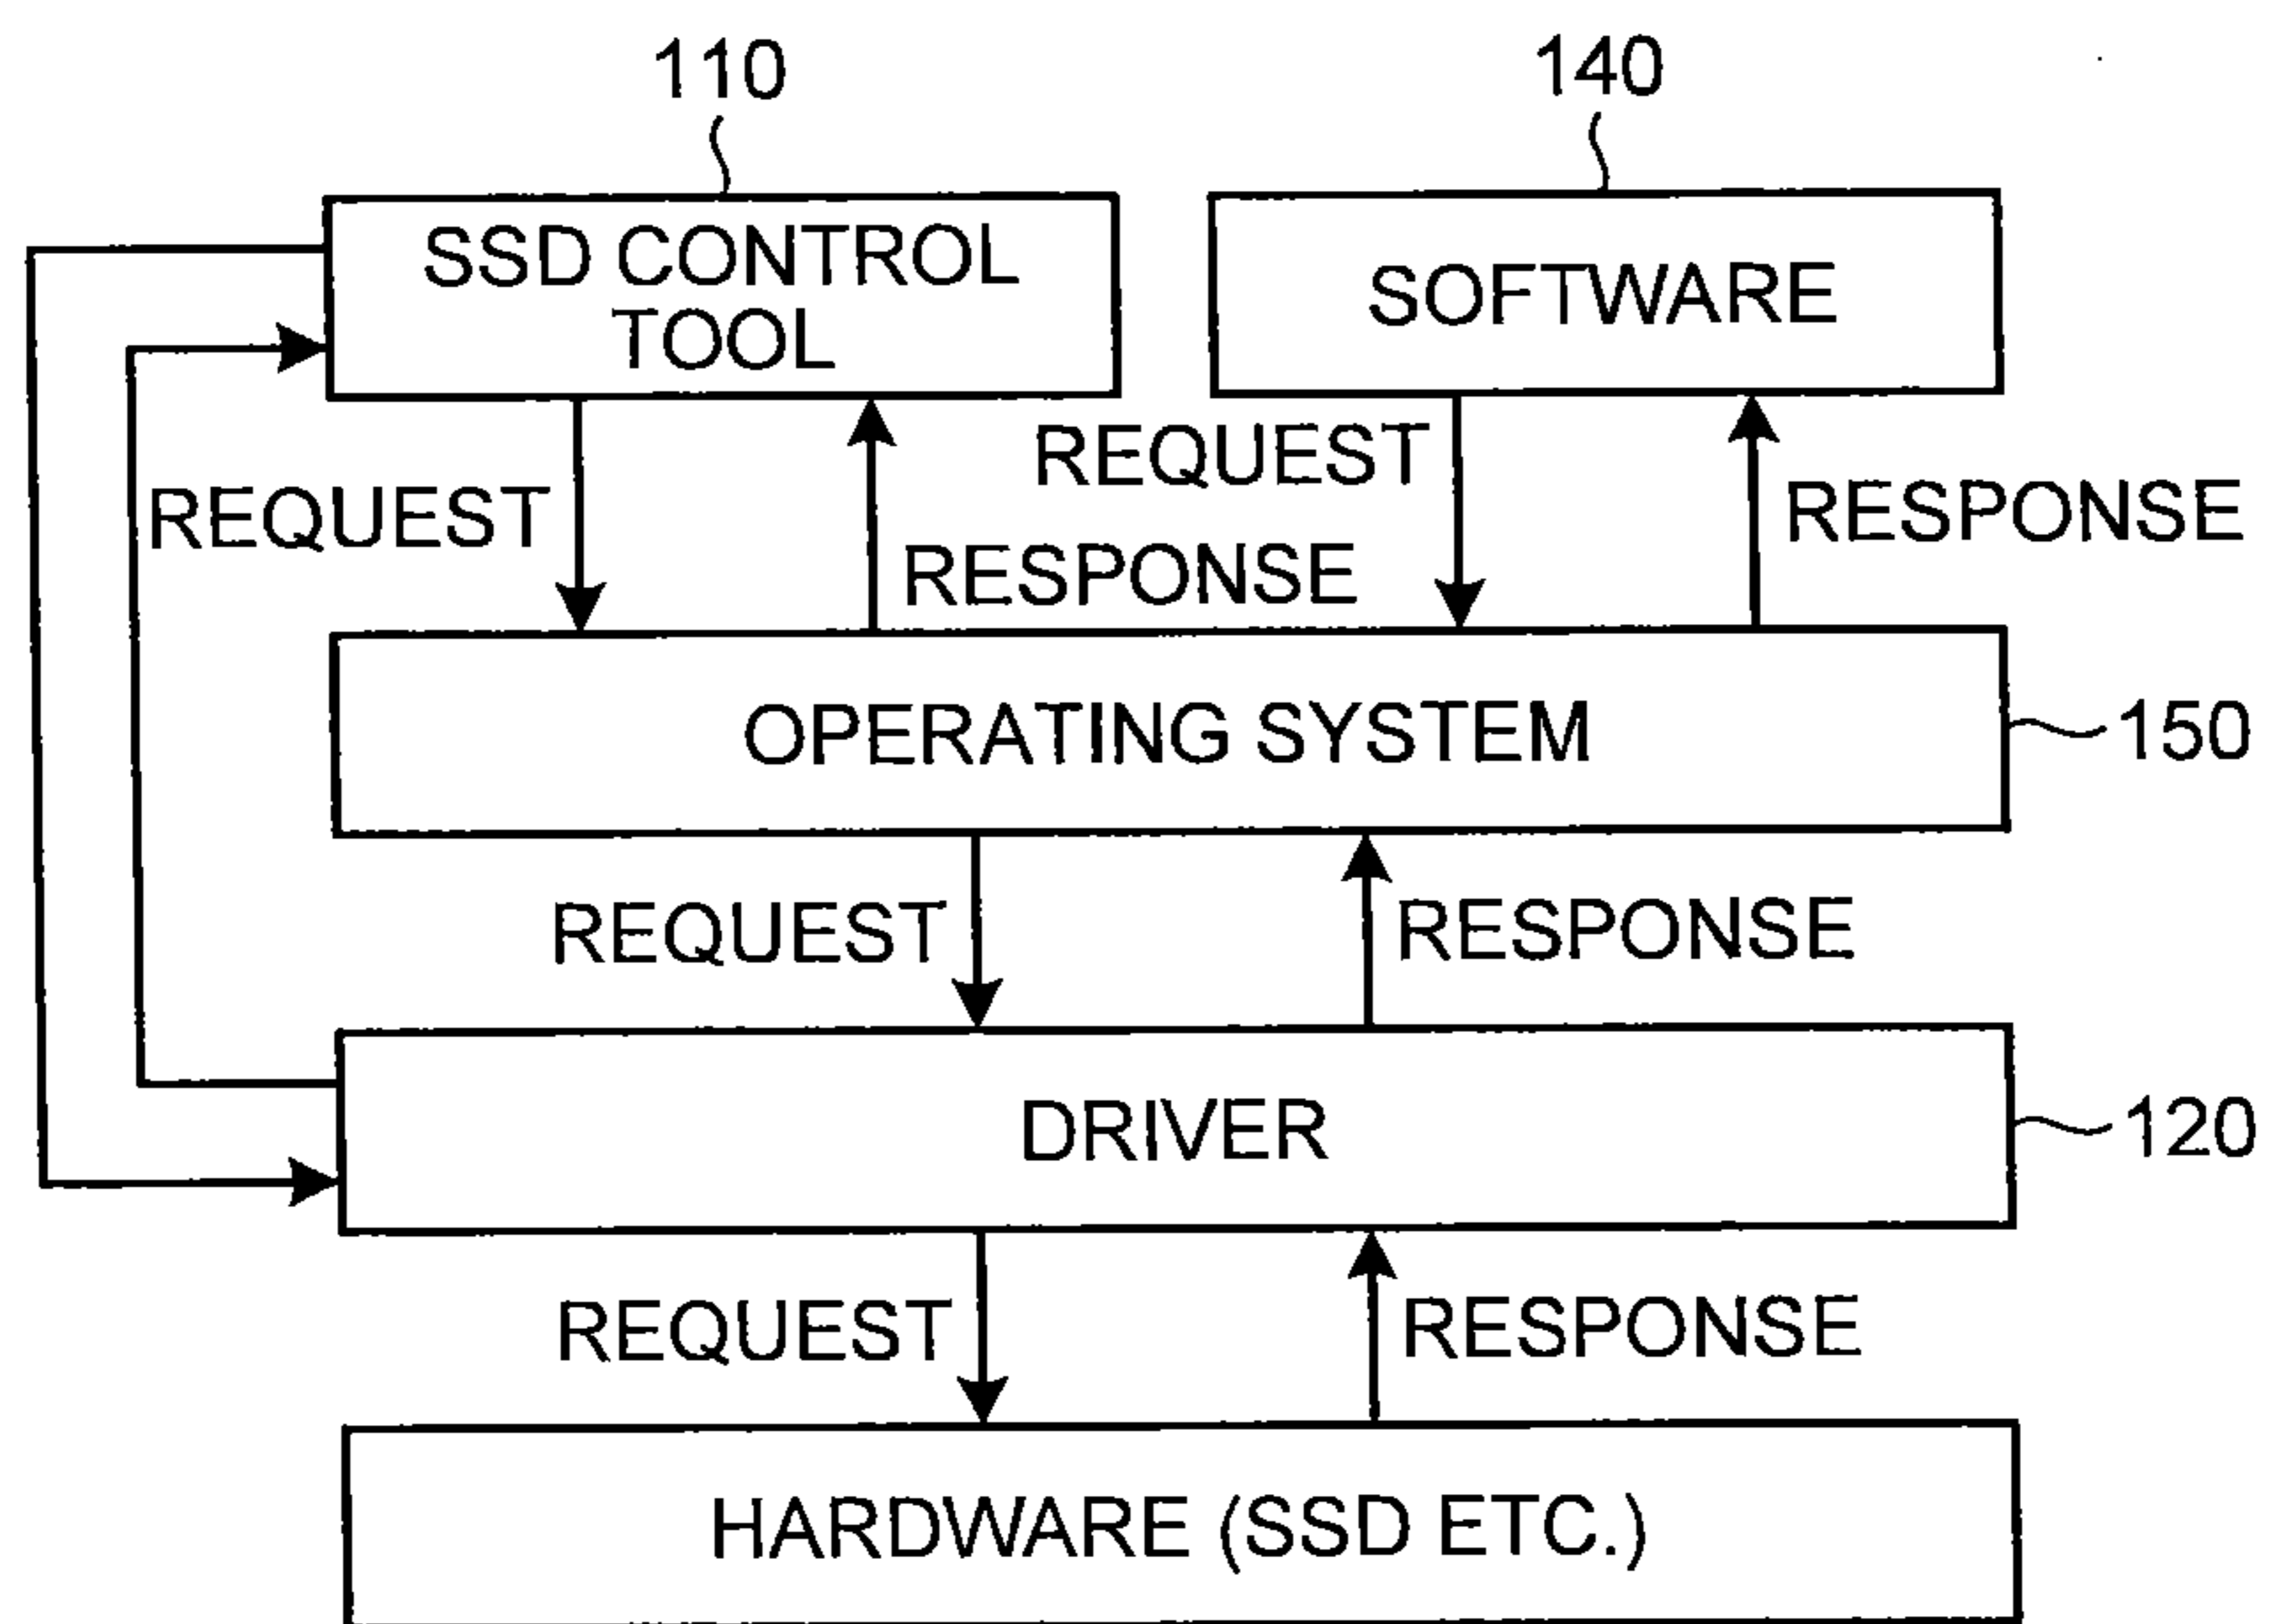 110
140
SSD CONTROL
TOOL
SOFTWARE
REQUEST
RESPONSE
REQUEST
RESPONSE
OPERATING SYSTEM
150
REQUEST
RESPONSE
DRIVER
120
REQUEST
RESPONSE
HARDWARE (SSD ETC.)